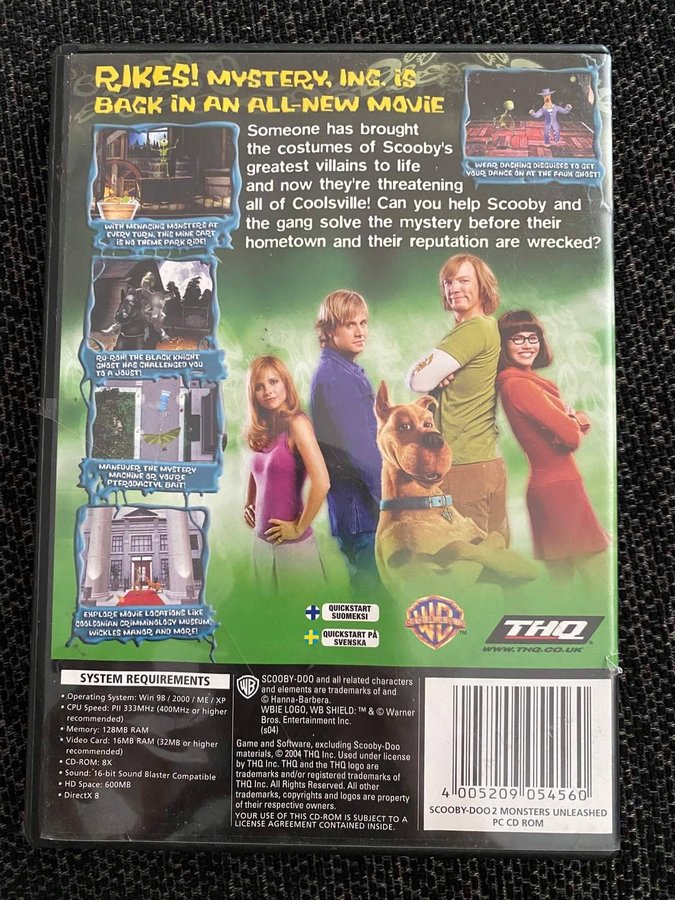 RIKES! MYSTERY, INC. IS
BACK IN AN ALL-NEW MOVIE
Someone has brought
the costumes of Scooby's
greatest villains to life
and now they're threatening
all of Coolsville! Can you help Scooby and
the gang solve the mystery before their
hometown and their reputation are wrecked?
WEAR DASHING DISGUISES TO GET
YOUR DANCE ON AT THE FAUX GHOST!
WITH MENACING MONSTERS AT
EVERY TURN, THIS MINE CART
IS NO THEME PARK RIDE!
RU-ROH! THE BLACK KNIGHT
GHOST HAS CHALLENGED YOU
TO A JOUST!
MANEUVER THE MYSTERY
MACHINE OR YOU'RE
PTERODACTYL BAIT!
EXPLORE MOVIE LOCATIONS LIKE
COOLSONIAN CRIMMINOLOGY MUSEUM,
WICKLES MANOR AND MORE!
QUICKSTART
SUOMEKSI
QUICKSTART PÅ
SVENSKA
WB
TM
THQ
WWW.THQ.CO.UK
SYSTEM REQUIREMENTS
• Operating System: Win 98 / 2000 / ME / XP
• CPU Speed: PII 333MHz (400MHz or higher
recommended)
• Memory: 128MB RAM
• Video Card: 16MB RAM (32MB or higher
recommended)
• CD-ROM: 8X
• Sound: 16-bit Sound Blaster Compatible
• HD Space: 600MB
• DirectX 8
WB
SCOOBY-DOO and all related characters
and elements are trademarks of and
© Hanna-Barbera.
WBIE LOGO, WB SHIELD: ™ & © Warner
Bros. Entertainment Inc.
(s04)
Game and Software, excluding Scooby-Doo
materials, © 2004 THQ Inc. Used under license
by THQ Inc. THQ and the THQ logo are
trademarks and/or registered trademarks of
THQ Inc. All Rights Reserved. All other
trademarks, copyrights and logos are property
of their respective owners.
YOUR USE OF THIS CD-ROM IS SUBJECT TO A
LICENSE AGREEMENT CONTAINED INSIDE.
4 005209 054560
SCOOBY-DOO2 MONSTERS UNLEASHED
PC CD ROM